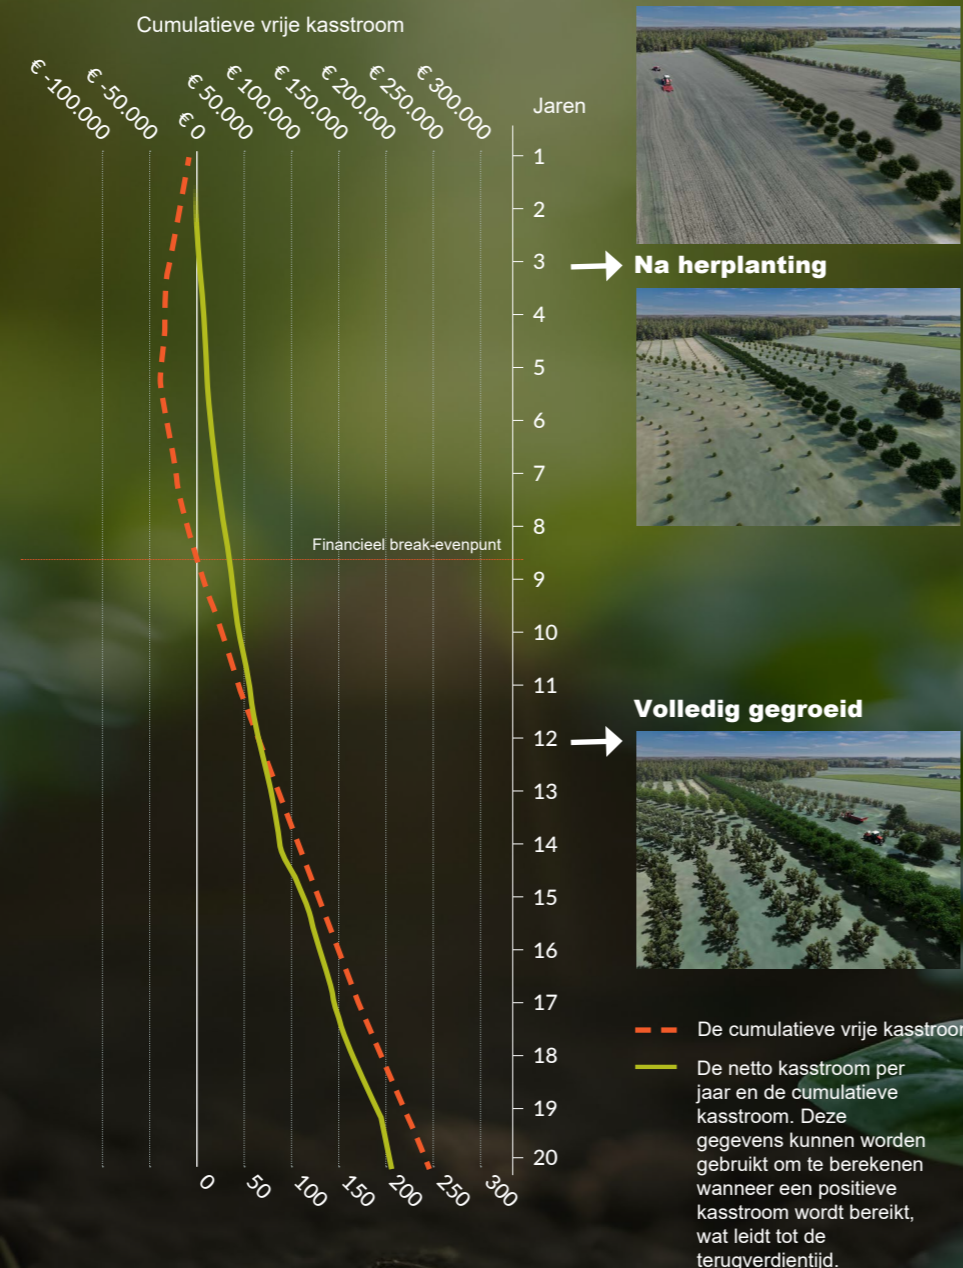 Cumulatieve vrije kasstroom
€ -100.000
€ -50.000
€ 0
€ 50.000
€ 100.000
€ 150.000
€ 200.000
€ 250.000
€ 300.000
Jaren
1
2
3
Na herplanting
4
5
6
7
8
Financieel break-evenpunt
9
10
11
Volledig gegroeid
12
13
14
15
16
17
18
19
20
0
50
100
150
200
250
300
De cumulatieve vrije kasstroom
De netto kasstroom per
jaar en de cumulatieve
kasstroom. Deze
gegevens kunnen worden
gebruikt om te berekenen
wanneer een positieve
kasstroom wordt bereikt,
wat leidt tot de
terugverdientijd.